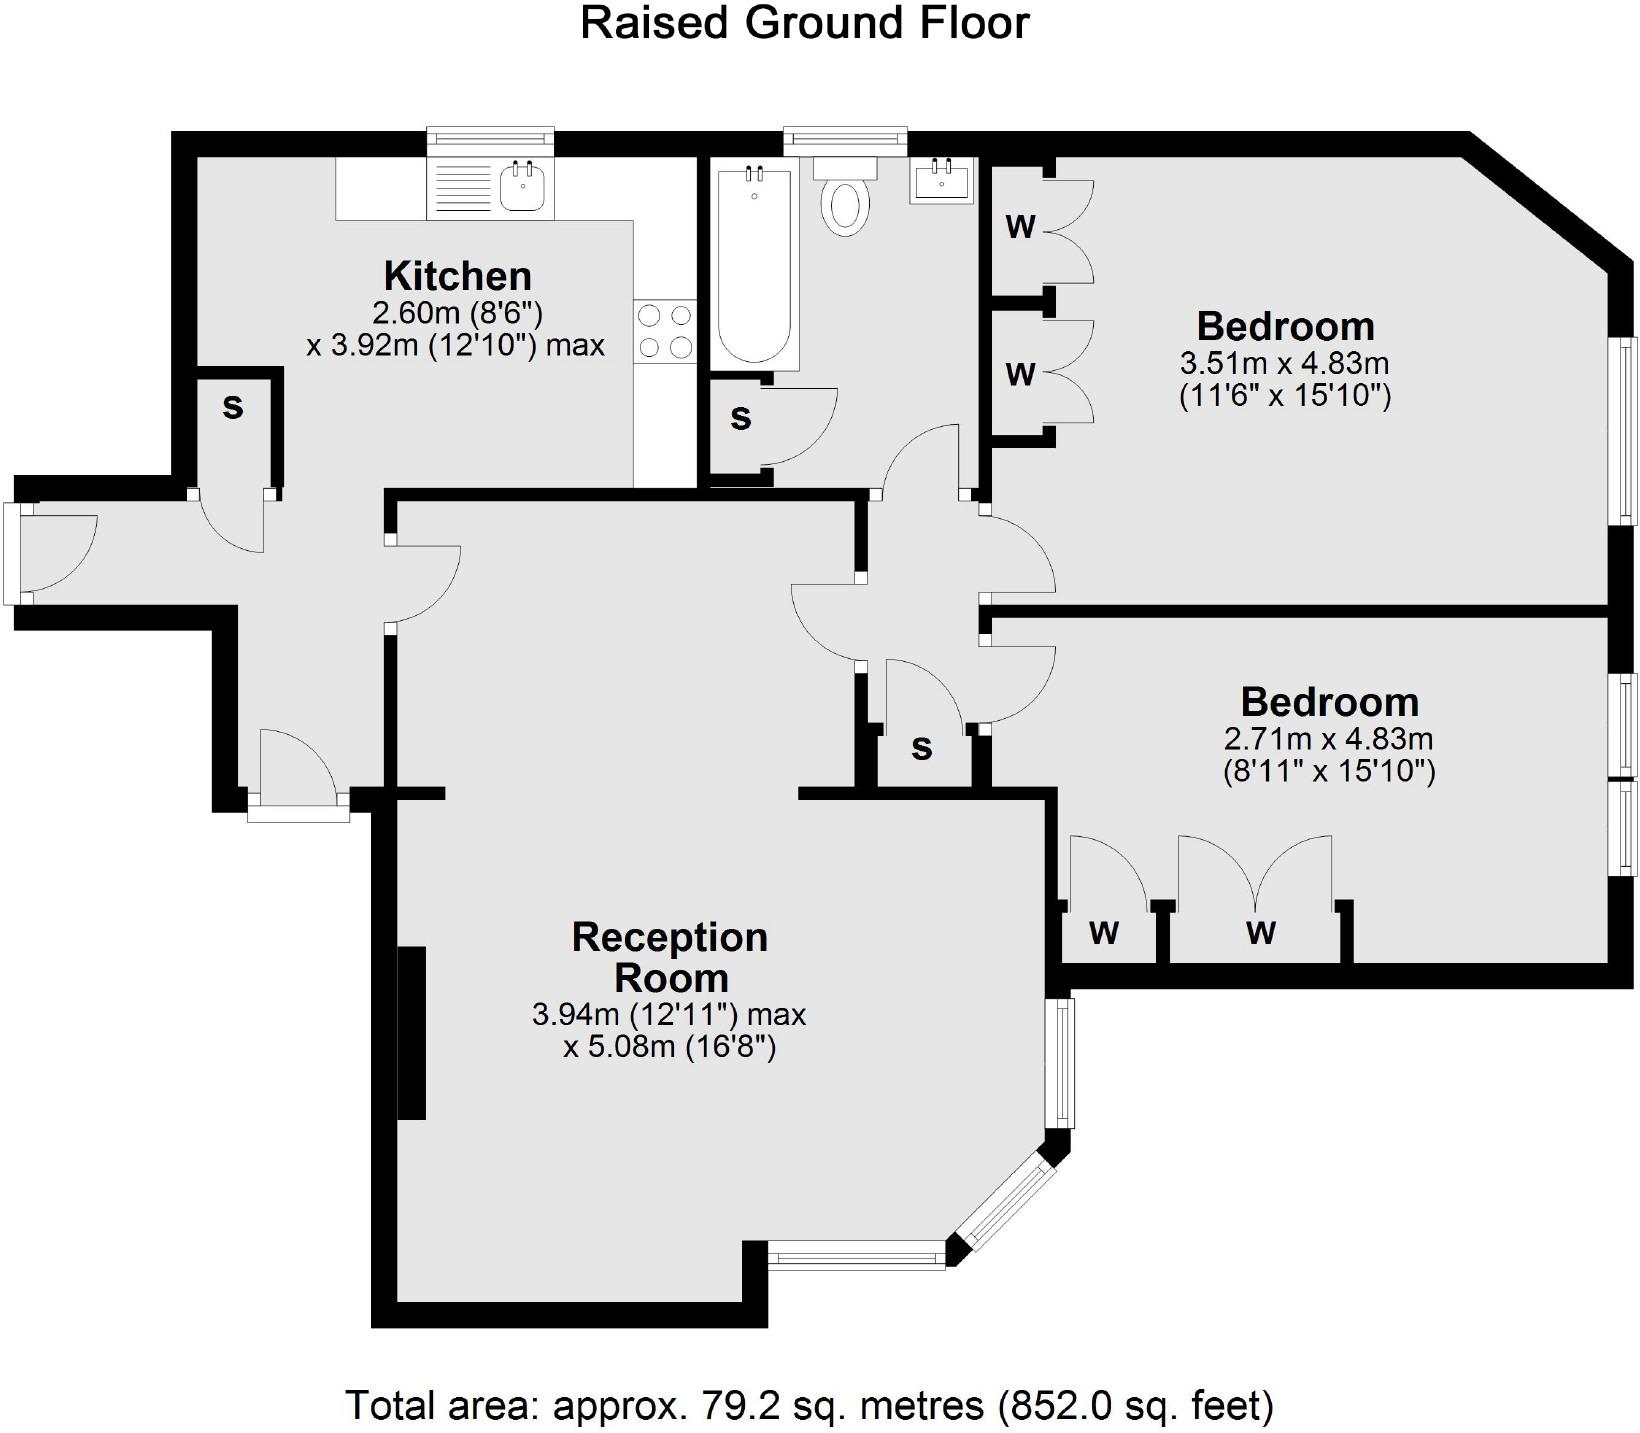 Raised Ground Floor
Kitchen
2.60m (8'6")
x 3.92m (12'10") max
S
S
W
W
Bedroom
3.51m x 4.83m
(11'6" x 15'10")
Bedroom
2.71m x 4.83m
(8'11" x 15'10")
S
W
W
Reception
Room
3.94m (12'11") max
x 5.08m (16'8")
Total area: approx. 79.2 sq. metres (852.0 sq. feet)